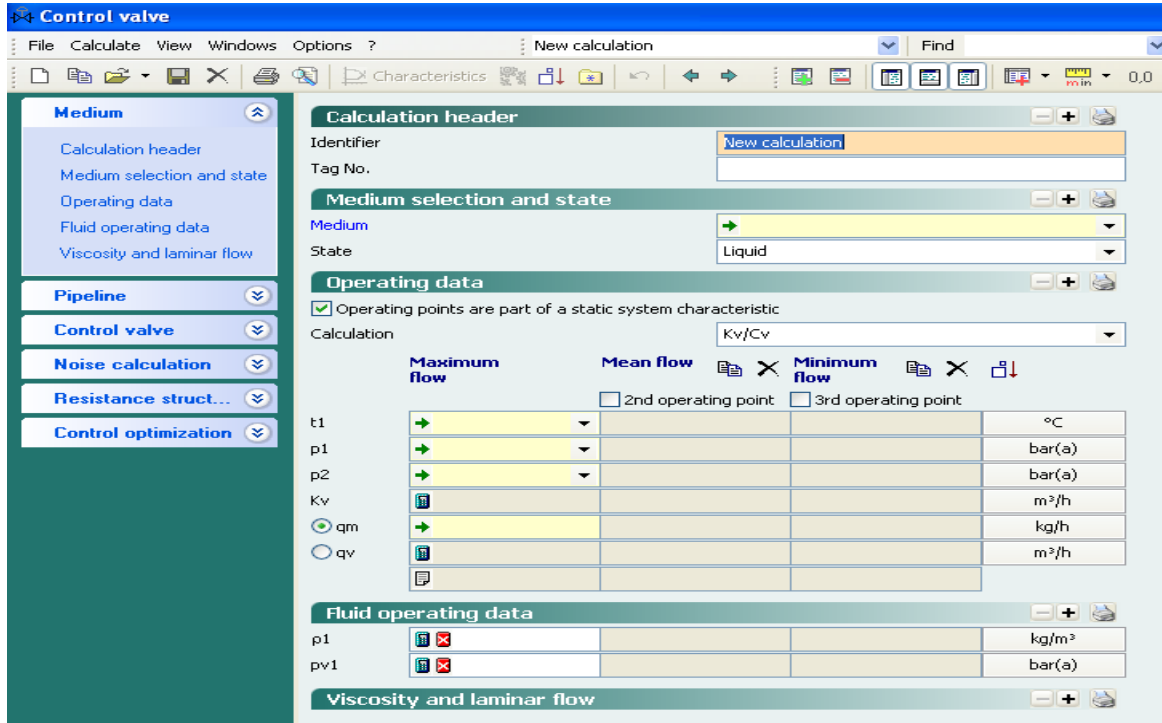 Control valve
File Calculate View Windows Options ? New calculation Find
Characteristics min 0,0
Medium
Calculation header
Medium selection and state
Operating data
Fluid operating data
Viscosity and laminar flow
Pipeline
Control valve
Noise calculation
Resistance struct...
Control optimization
Calculation header
Identifier New calculation
Tag No.
Medium selection and state
Medium
State Liquid
Operating data
Operating points are part of a static system characteristic
Calculation Kv/Cv
Maximum flow Mean flow Minimum flow
2nd operating point 3rd operating point
t1 °C
p1 bar(a)
p2 bar(a)
Kv m³/h
qm kg/h
qv m³/h
Fluid operating data
ρ1 kg/m³
pv1 bar(a)
Viscosity and laminar flow